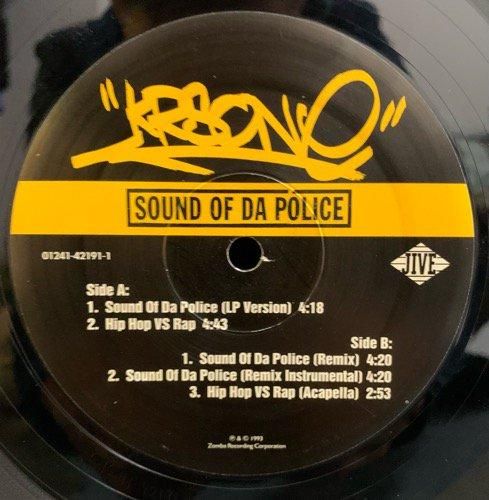 "KRSONE"
SOUND OF DA POLICE
01241-42191-1
JIVE
Side A:
1. Sound Of Da Police (LP Version) 4:18
2. Hip Hop VS Rap 4:43
Side B:
1. Sound Of Da Police (Remix) 4:20
2. Sound Of Da Police (Remix Instrumental) 4:20
3. Hip Hop VS Rap (Acapella) 2:53
℗ & © 1993
Zomba Recording Corporation